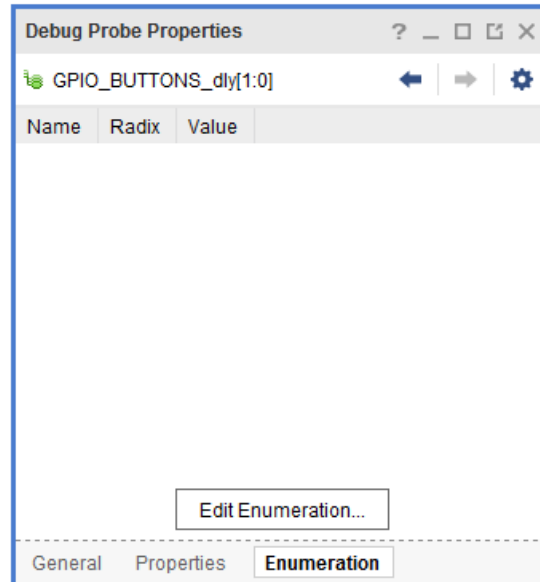 Debug Probe Properties
GPIO_BUTTONS_dly[1:0]
Name Radix Value
Edit Enumeration...
General Properties Enumeration